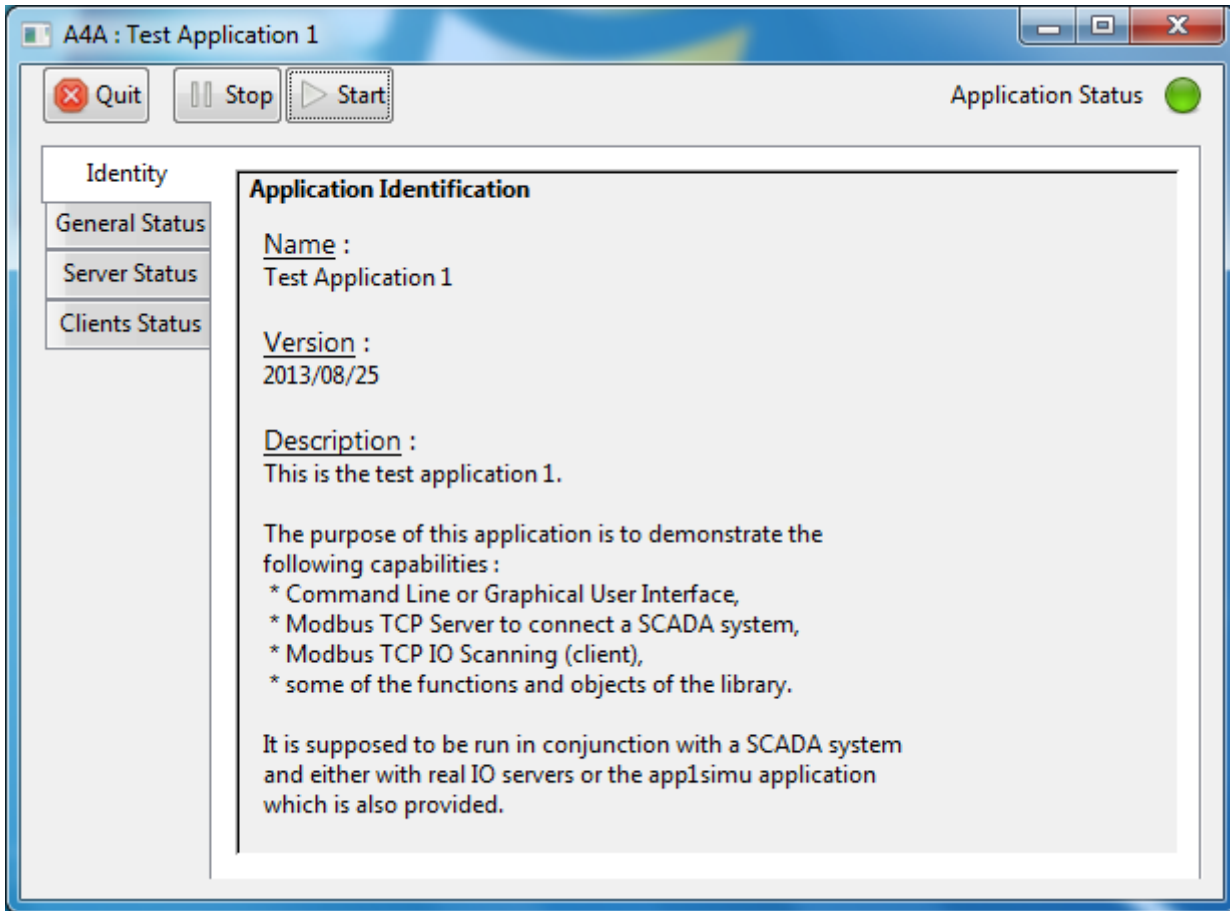 A4A : Test Application 1
Quit
Stop
Start
Application Status
Identity
General Status
Server Status
Clients Status
Application Identification
Name :
Test Application 1
Version :
2013/08/25
Description :
This is the test application 1.
The purpose of this application is to demonstrate the
following capabilities :
* Command Line or Graphical User Interface,
* Modbus TCP Server to connect a SCADA system,
* Modbus TCP IO Scanning (client),
* some of the functions and objects of the library.
It is supposed to be run in conjunction with a SCADA system
and either with real IO servers or the app1simu application
which is also provided.